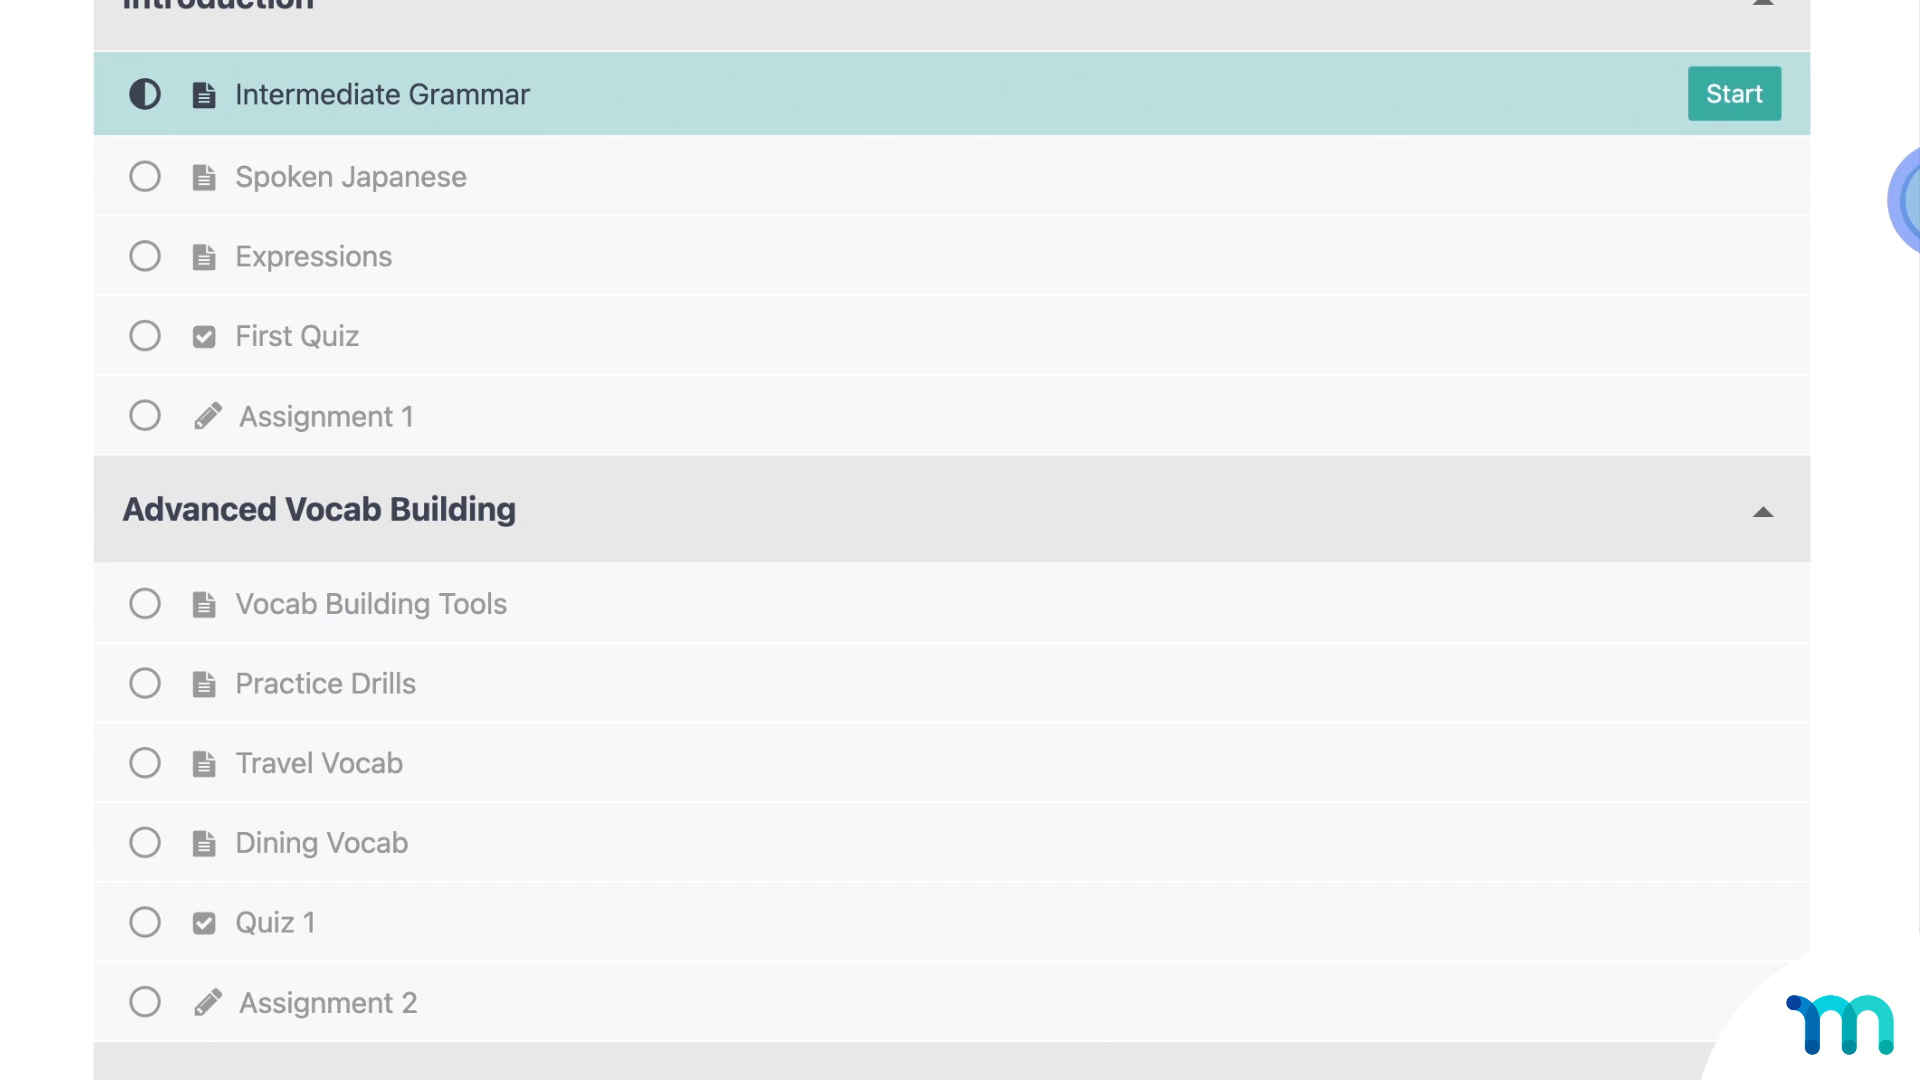 Introduction
Intermediate Grammar
Start
Spoken Japanese
Expressions
First Quiz
Assignment 1
Advanced Vocab Building
Vocab Building Tools
Practice Drills
Travel Vocab
Dining Vocab
Quiz 1
Assignment 2
m